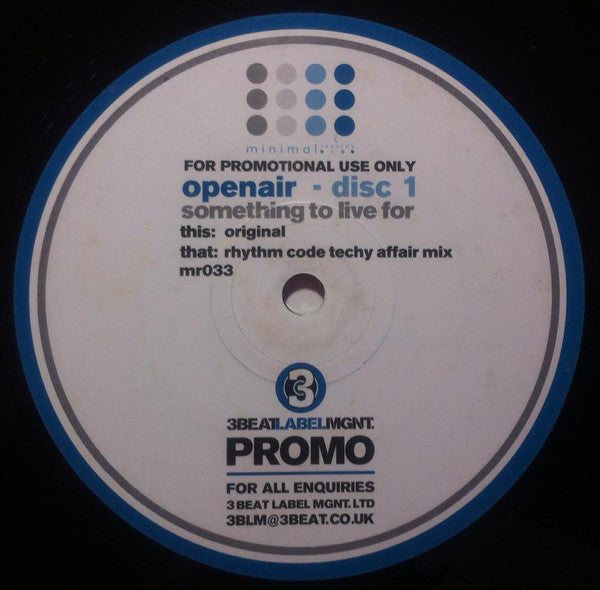 minimal records
FOR PROMOTIONAL USE ONLY
openair - disc 1
something to live for
this: original
that: rhythm code techy affair mix
mr033
3
3BEATLABELMGNT.
PROMO
FOR ALL ENQUIRIES
3 BEAT LABEL MGNT. LTD
3BLM@3BEAT.CO.UK